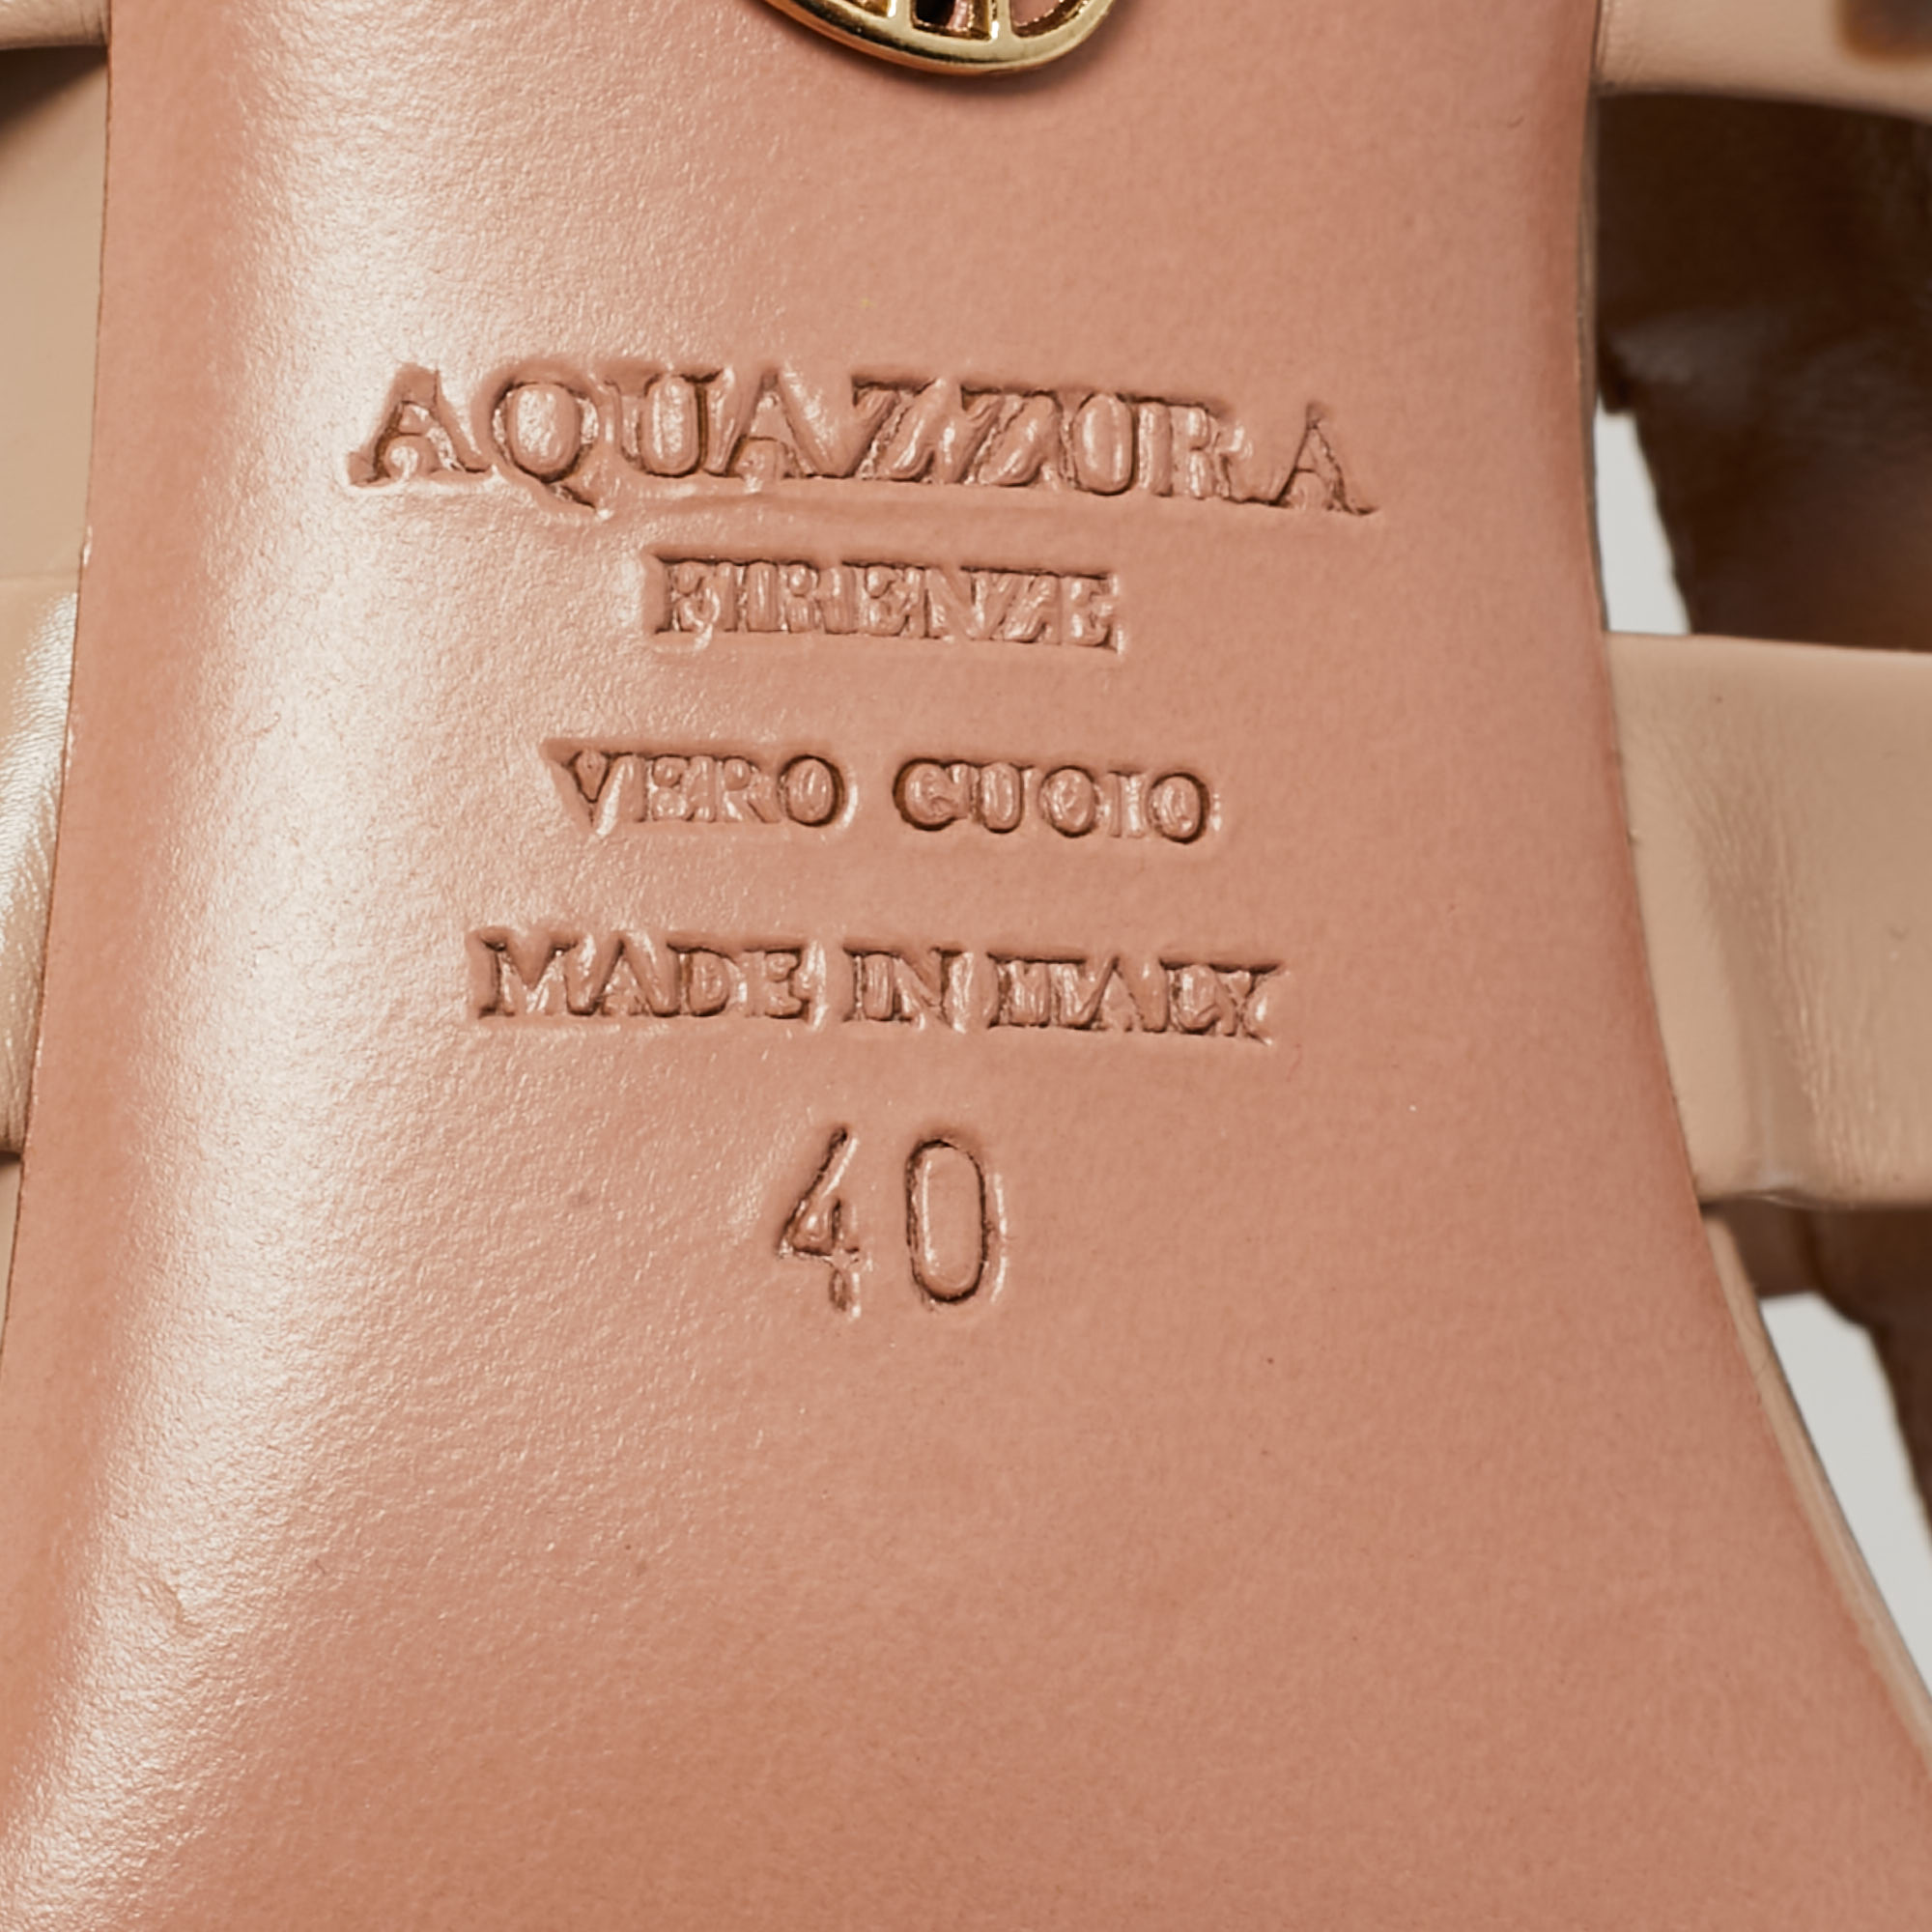 AQUAZZURA
FIRENZE
VERO CUOIO
MADE IN ITALY
40